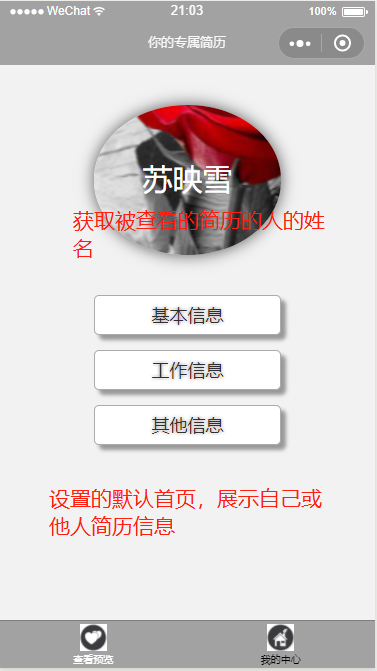 WeChat 21:03 100%
你的专属简历
苏映雪
获取被查看的简历的人的姓
名
基本信息
工作信息
其他信息
设置的默认首页，展示自己或
他人简历信息
查看预览 我的中心